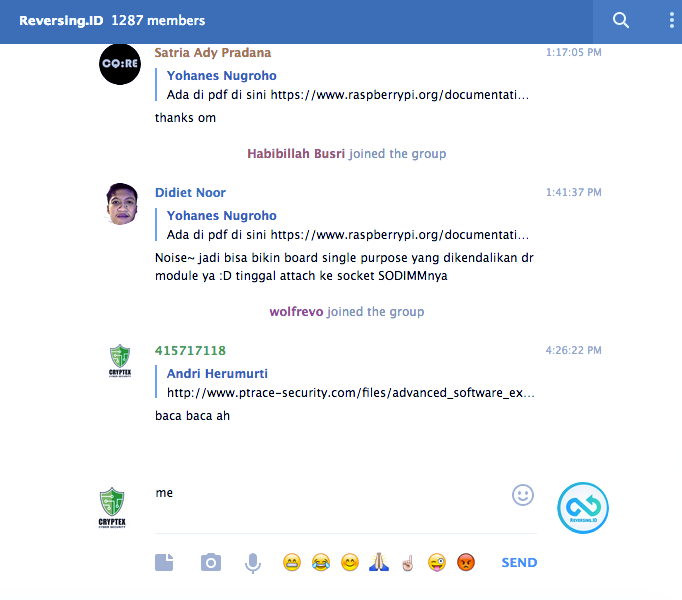 Reversing.ID 1287 members
Satria Ady Pradana 1:17:05 PM
CQ:RE
Yohanes Nugroho
Ada di pdf di sini https://www.raspberrypi.org/documentati...
thanks om
Habibillah Busri joined the group
Didiet Noor 1:41:37 PM
Yohanes Nugroho
Ada di pdf di sini https://www.raspberrypi.org/documentati...
Noise~ jadi bisa bikin board single purpose yang dikendalikan dr
module ya :D tinggal attach ke socket SODIMMnya
wolfrevo joined the group
415717118 4:26:22 PM
Andri Herumurti
CRYPTEX
http://www.ptrace-security.com/files/advanced_software_ex...
baca baca ah
me
CRYPTEX
CYBER SECURITY
Reversing.ID
SEND